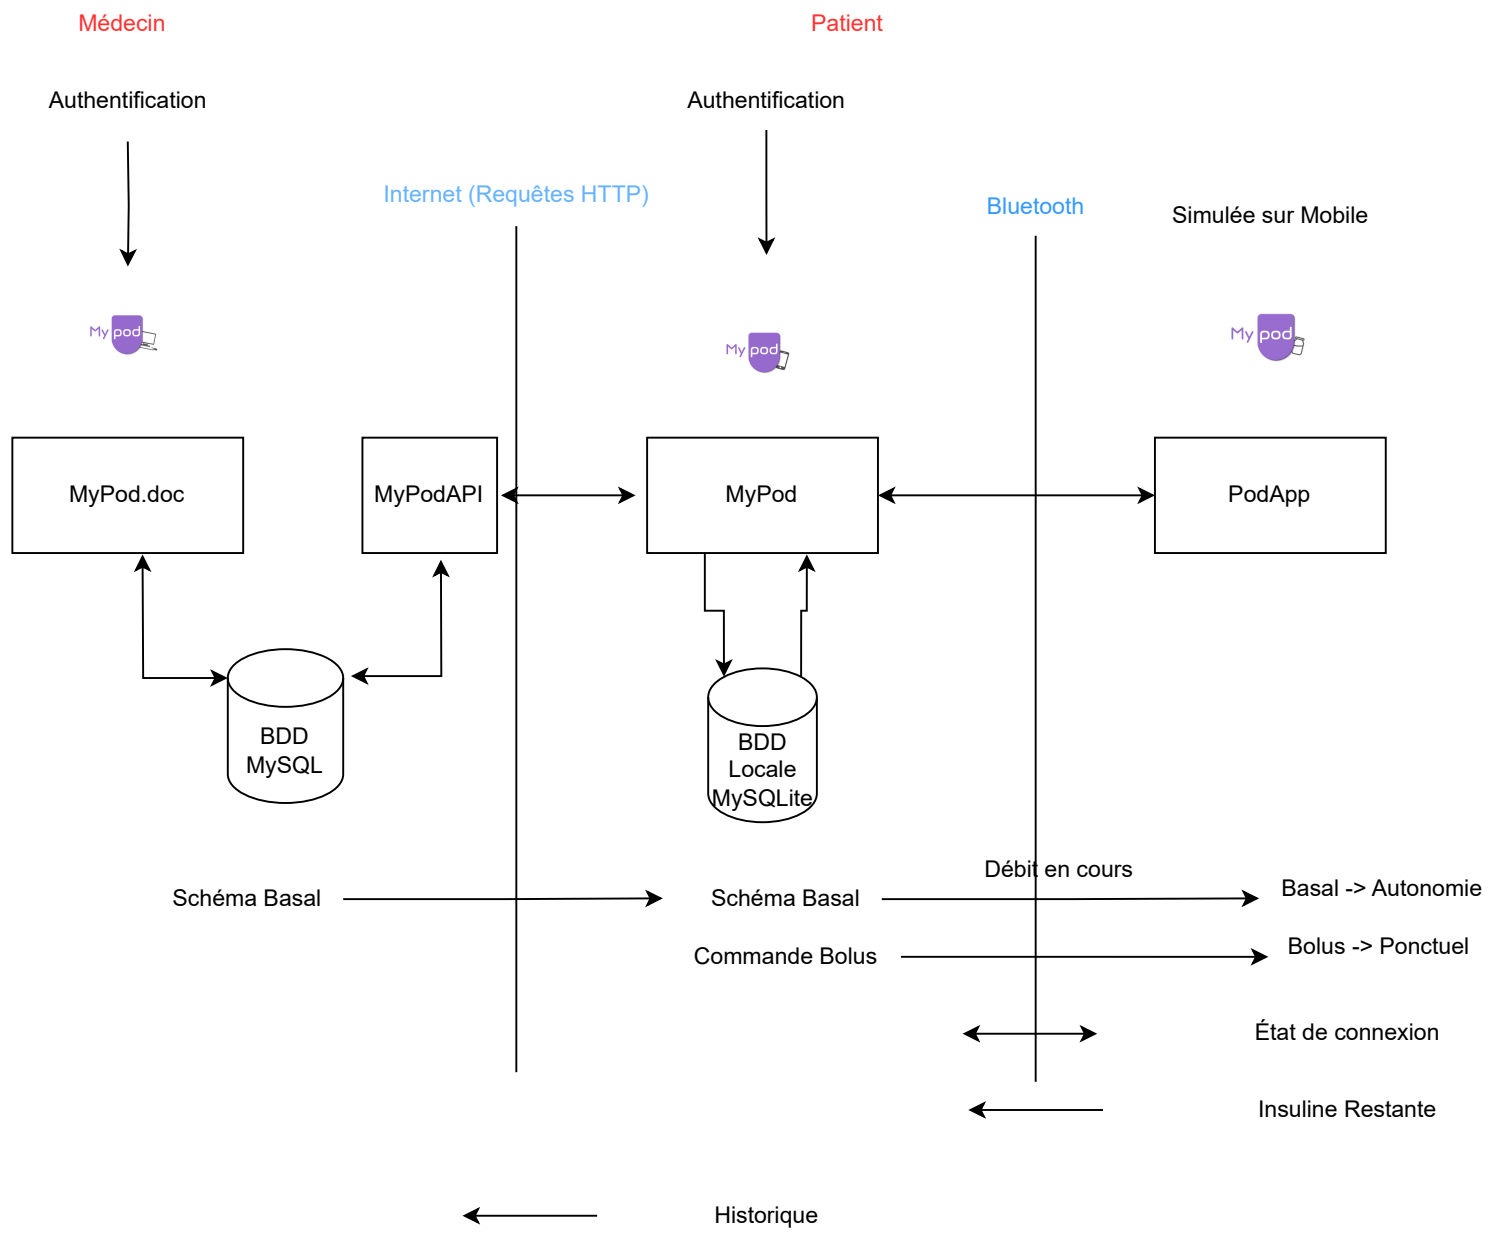 Médecin
Patient
Authentification
Authentification
Internet (Requêtes HTTP)
Bluetooth
Simulée sur Mobile
My pod
My pod
My pod
MyPod.doc
MyPodAPI
MyPod
PodApp
BDD
MySQL
BDD
Locale
MySQLite
Débit en cours
Schéma Basal
Schéma Basal
Basal -> Autonomie
Commande Bolus
Bolus -> Ponctuel
État de connexion
Insuline Restante
Historique